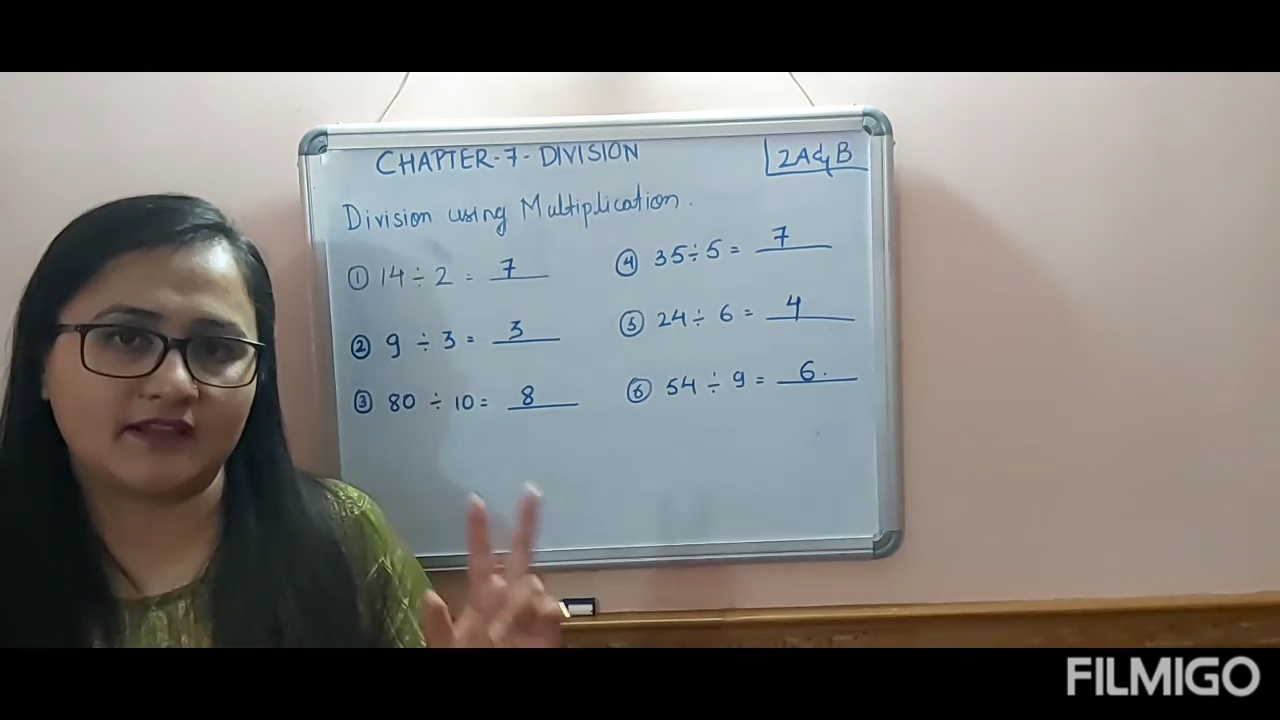 CHAPTER-7-DIVISION
2A & B
Division using Multiplication.
① 14 ÷ 2 = 7
② 9 ÷ 3 = 3
③ 80 ÷ 10 = 8
④ 35 ÷ 5 = 7
⑤ 24 ÷ 6 = 4
⑥ 54 ÷ 9 = 6.
FILMIGO